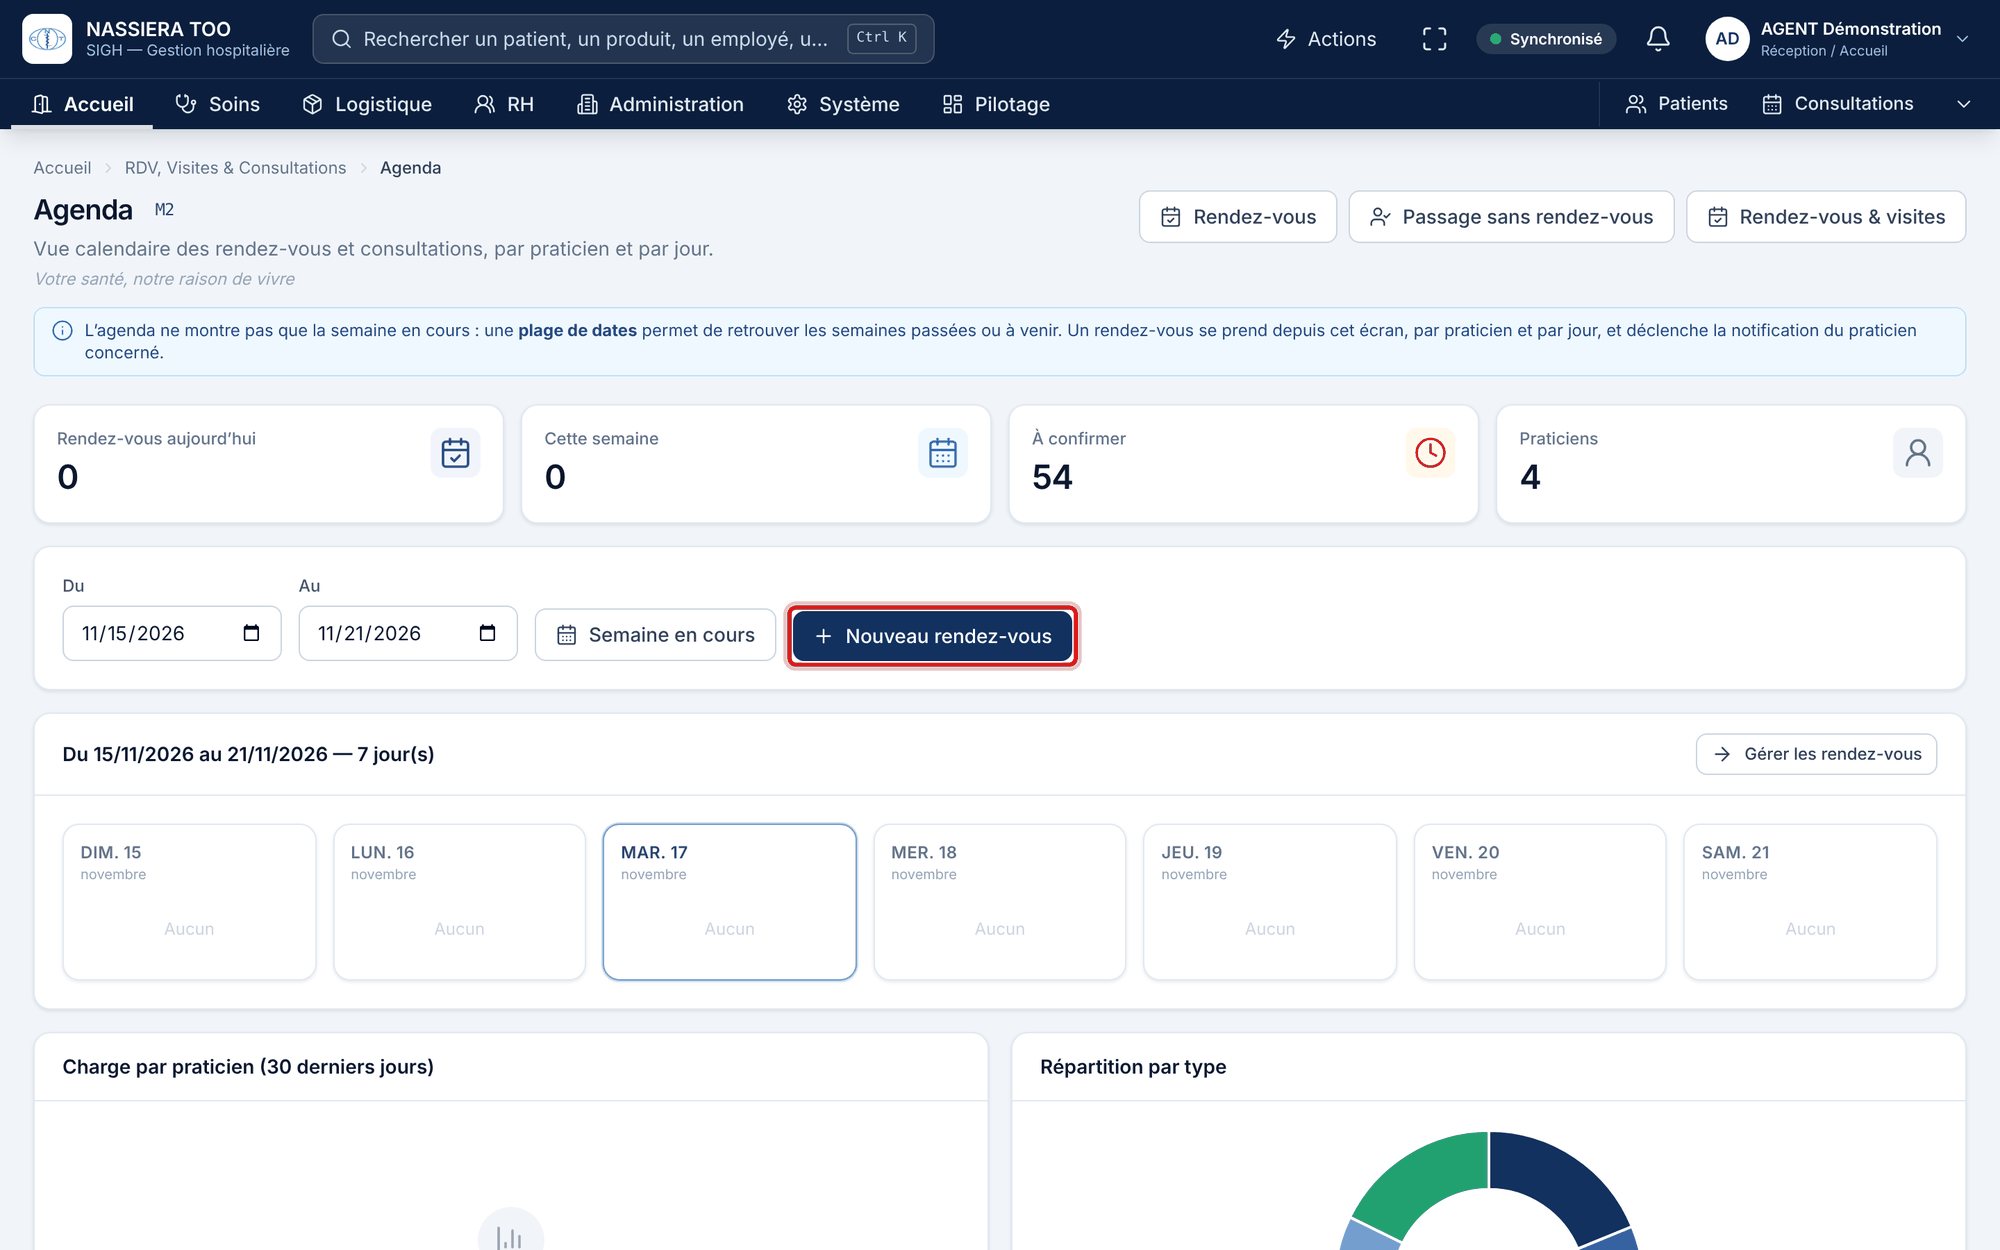 NASSIERA TOO
SIGH — Gestion hospitalière
Rechercher un patient, un produit, un employé, u...
Ctrl K
Actions
Synchronisé
AD
AGENT Démonstration
Réception / Accueil
Accueil
Soins
Logistique
RH
Administration
Système
Pilotage
Patients
Consultations
Accueil
RDV, Visites & Consultations
Agenda
Agenda
M2
Vue calendaire des rendez-vous et consultations, par praticien et par jour.
Votre santé, notre raison de vivre
Rendez-vous
Passage sans rendez-vous
Rendez-vous & visites
L’agenda ne montre pas que la semaine en cours : une plage de dates permet de retrouver les semaines passées ou à venir. Un rendez-vous se prend depuis cet écran, par praticien et par jour, et déclenche la notification du praticien
concerné.
Rendez-vous aujourd’hui
0
Cette semaine
0
À confirmer
54
Praticiens
4
Du
11/15/2026
Au
11/21/2026
Semaine en cours
Nouveau rendez-vous
Du 15/11/2026 au 21/11/2026 — 7 jour(s)
Gérer les rendez-vous
DIM. 15
novembre
Aucun
LUN. 16
novembre
Aucun
MAR. 17
novembre
Aucun
MER. 18
novembre
Aucun
JEU. 19
novembre
Aucun
VEN. 20
novembre
Aucun
SAM. 21
novembre
Aucun
Charge par praticien (30 derniers jours)
Répartition par type